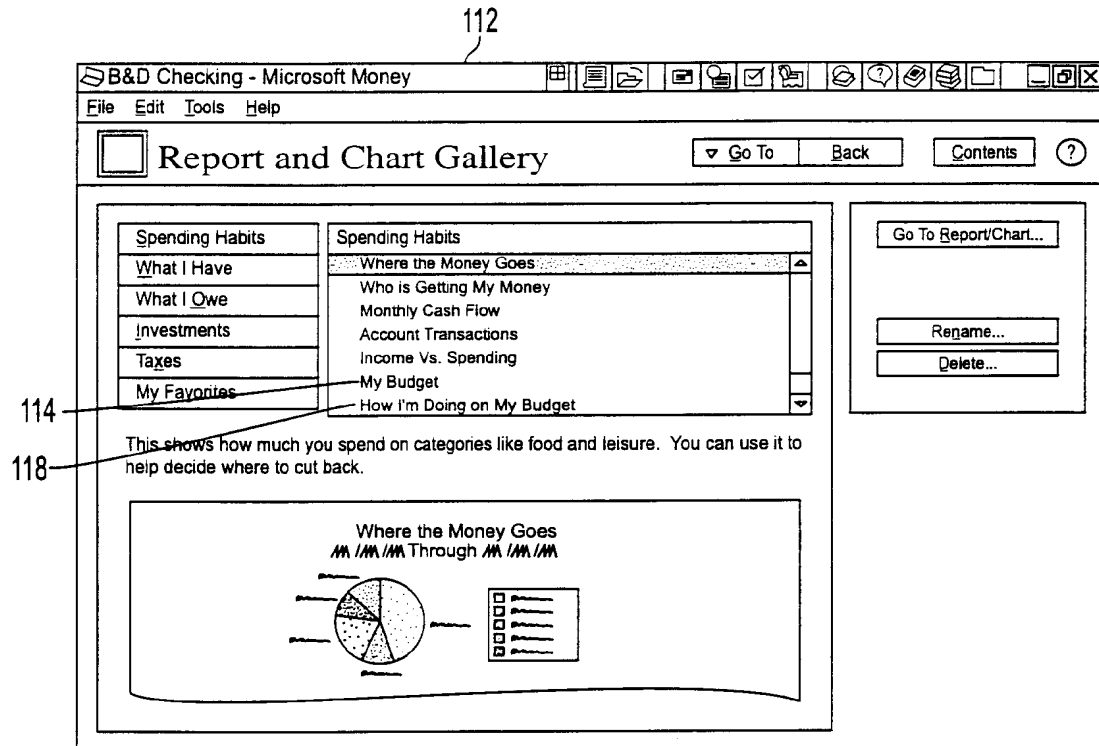 112
B&D Checking - Microsoft Money
File Edit Tools Help
Report and Chart Gallery
Go To
Back
Contents
?
Spending Habits
What I Have
What I Owe
Investments
Taxes
My Favorites
Spending Habits
Where the Money Goes
Who is Getting My Money
Monthly Cash Flow
Account Transactions
Income Vs. Spending
My Budget
How I'm Doing on My Budget
Go To Report/Chart...
Rename...
Delete...
114
118
This shows how much you spend on categories like food and leisure. You can use it to
help decide where to cut back.
Where the Money Goes
Through